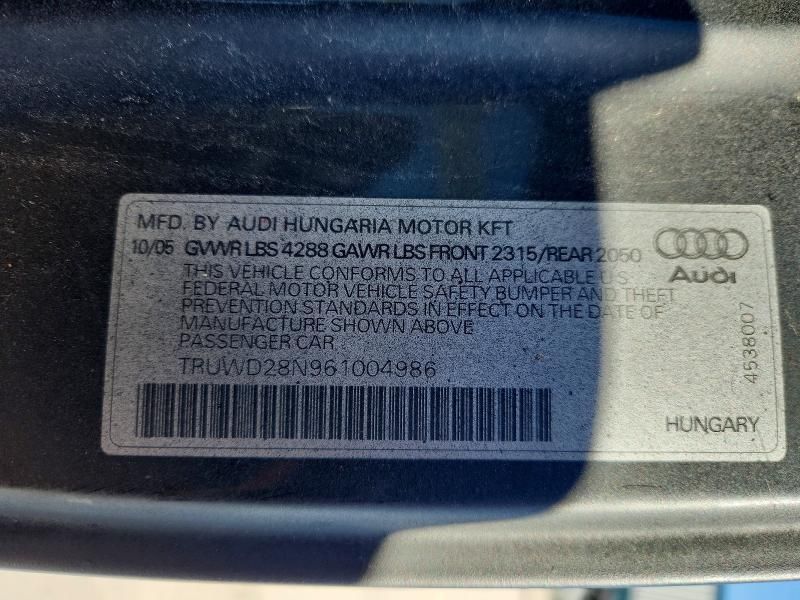 MFD. BY AUDI HUNGARIA MOTOR KFT
10/05 GVWR LBS 4288 GAWR LBS FRONT 2315/REAR 2050
THIS VEHICLE CONFORMS TO ALL APPLICABLE U S
FEDERAL MOTOR VEHICLE SAFETY BUMPER AND THEFT
PREVENTION STANDARDS IN EFFECT ON THE DATE OF
MANUFACTURE SHOWN ABOVE
PASSENGER CAR
TRUWD28N961004986
Audi
4538007
HUNGARY